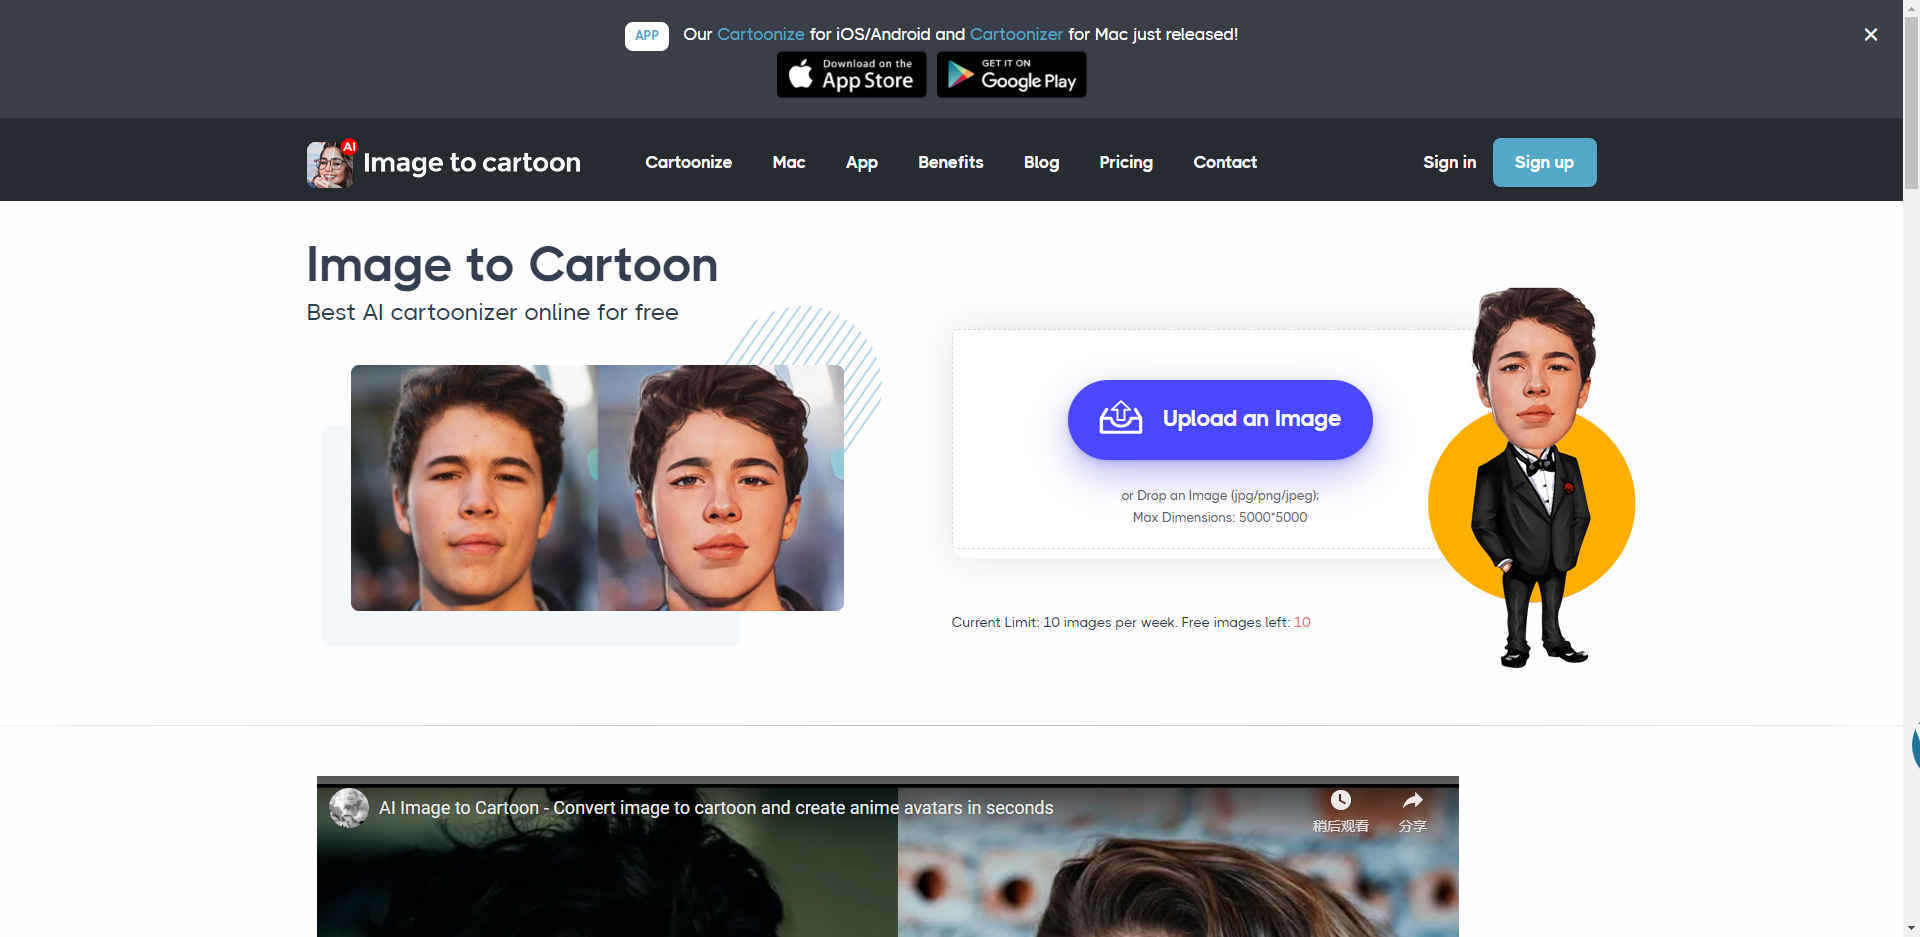 APP Our Cartoonize for iOS/Android and Cartoonizer for Mac just released!
Download on the App Store
GET IT ON Google Play
AI Image to cartoon
Cartoonize Mac App Benefits Blog Pricing Contact Sign in Sign up
Image to Cartoon
Best AI cartoonizer online for free
Upload an Image
or Drop an Image (jpg/png/jpeg);
Max Dimensions: 5000*5000
Current Limit: 10 images per week. Free images left: 10
AI Image to Cartoon - Convert image to cartoon and create anime avatars in seconds
稍后观看 分享